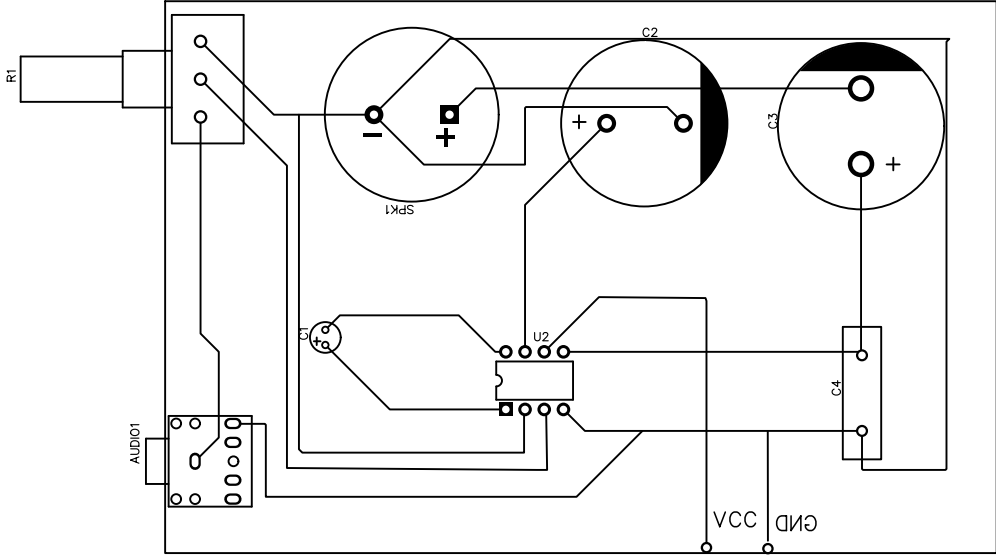 R1
C2
C3
SPK1
C1
U2
C4
AUDIO1
VCC
GND